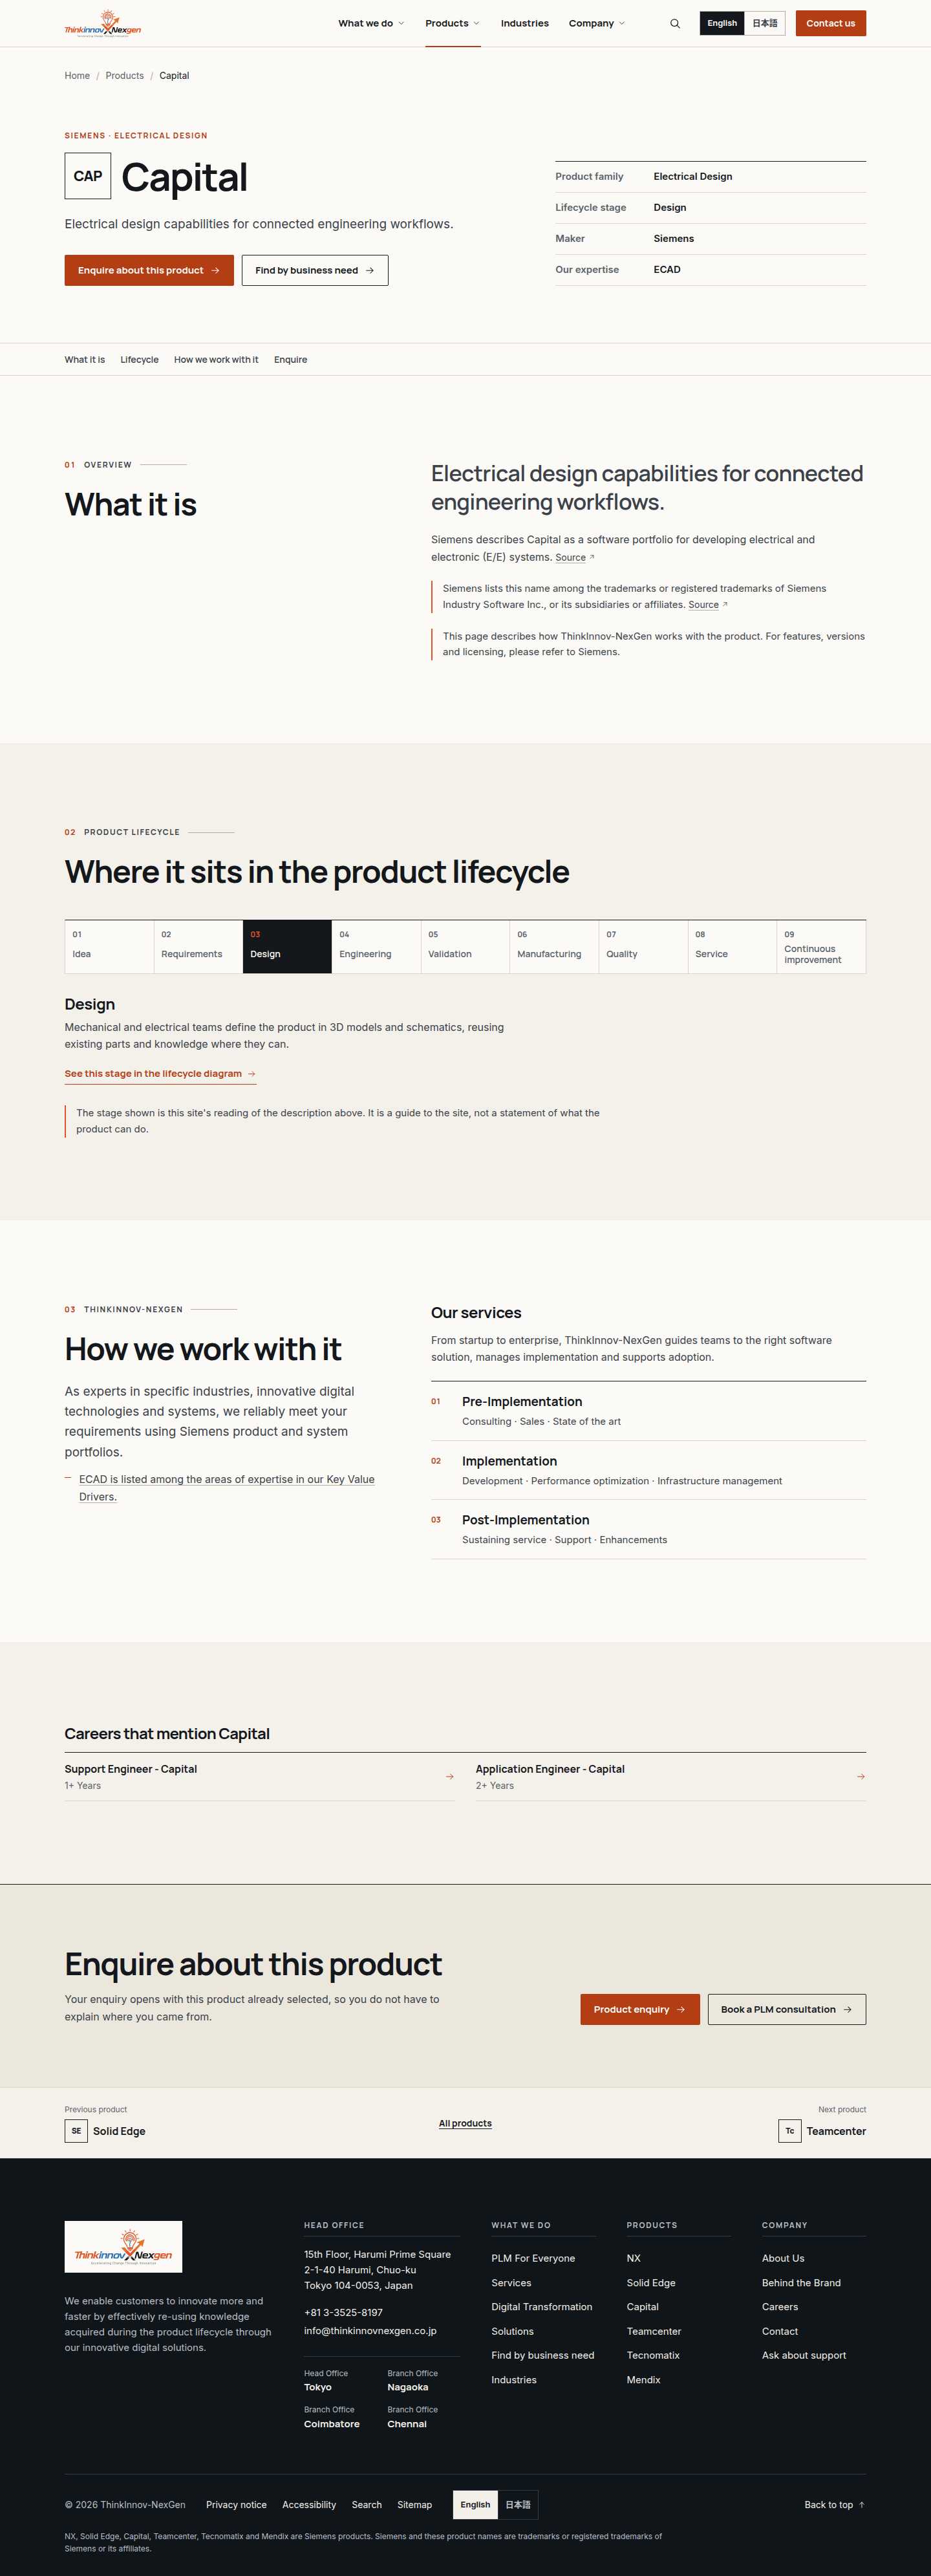 Thinkinnov Nexgen
What we do
Products
Industries
Company
English
日本語
Contact us
Home / Products / Capital
SIEMENS · ELECTRICAL DESIGN
CAP
Capital
Electrical design capabilities for connected engineering workflows.
Enquire about this product →
Find by business need →
Product family Electrical Design
Lifecycle stage Design
Maker Siemens
Our expertise ECAD
What it is
Lifecycle
How we work with it
Enquire
01 OVERVIEW
What it is
Electrical design capabilities for connected
engineering workflows.
Siemens describes Capital as a software portfolio for developing electrical and
electronic (E/E) systems. Source ↗
Siemens lists this name among the trademarks or registered trademarks of Siemens
Industry Software Inc., or its subsidiaries or affiliates. Source ↗
This page describes how ThinkInnov-NexGen works with the product. For features, versions
and licensing, please refer to Siemens.
02 PRODUCT LIFECYCLE
Where it sits in the product lifecycle
01
Idea
02
Requirements
03
Design
04
Engineering
05
Validation
06
Manufacturing
07
Quality
08
Service
09
Continuous
improvement
Design
Mechanical and electrical teams define the product in 3D models and schematics, reusing
existing parts and knowledge where they can.
See this stage in the lifecycle diagram →
The stage shown is this site's reading of the description above. It is a guide to the site, not a statement of what the
product can do.
03 THINKINNOV-NEXGEN
How we work with it
As experts in specific industries, innovative digital
technologies and systems, we reliably meet your
requirements using Siemens product and system
portfolios.
— ECAD is listed among the areas of expertise in our Key Value
Drivers.
Our services
From startup to enterprise, ThinkInnov-NexGen guides teams to the right software
solution, manages implementation and supports adoption.
01 Pre-Implementation
Consulting · Sales · State of the art
02 Implementation
Development · Performance optimization · Infrastructure management
03 Post-Implementation
Sustaining service · Support · Enhancements
Careers that mention Capital
Support Engineer - Capital
1+ Years
→
Application Engineer - Capital
2+ Years
→
Enquire about this product
Your enquiry opens with this product already selected, so you do not have to
explain where you came from.
Product enquiry →
Book a PLM consultation →
Previous product
SE Solid Edge
All products
Next product
Tc Teamcenter
Thinkinnov Nexgen
We enable customers to innovate more and
faster by effectively re-using knowledge
acquired during the product lifecycle through
our innovative digital solutions.
HEAD OFFICE
15th Floor, Harumi Prime Square
2-1-40 Harumi, Chuo-ku
Tokyo 104-0053, Japan
+81 3-3525-8197
info@thinkinnovnexgen.co.jp
Head Office
Tokyo
Branch Office
Nagaoka
Branch Office
Coimbatore
Branch Office
Chennai
WHAT WE DO
PLM For Everyone
Services
Digital Transformation
Solutions
Find by business need
Industries
PRODUCTS
NX
Solid Edge
Capital
Teamcenter
Tecnomatix
Mendix
COMPANY
About Us
Behind the Brand
Careers
Contact
Ask about support
© 2026 ThinkInnov-NexGen
Privacy notice
Accessibility
Search
Sitemap
English
日本語
Back to top ↑
NX, Solid Edge, Capital, Teamcenter, Tecnomatix and Mendix are Siemens products. Siemens and these product names are trademarks or registered trademarks of
Siemens or its affiliates.